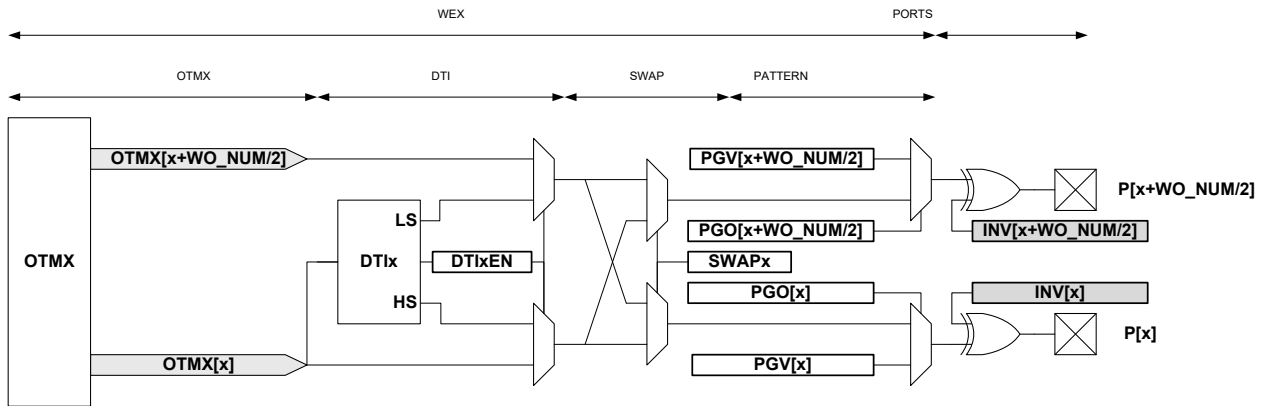 WEX PORTS
OTMX DTI SWAP PATTERN
OTMX[x+WO_NUM/2] PGV[x+WO_NUM/2]
P[x+WO_NUM/2]
LS PGO[x+WO_NUM/2] INV[x+WO_NUM/2]
OTMX DTIx DTIxEN SWAPx
HS PGO[x] INV[x]
P[x]
OTMX[x] PGV[x]